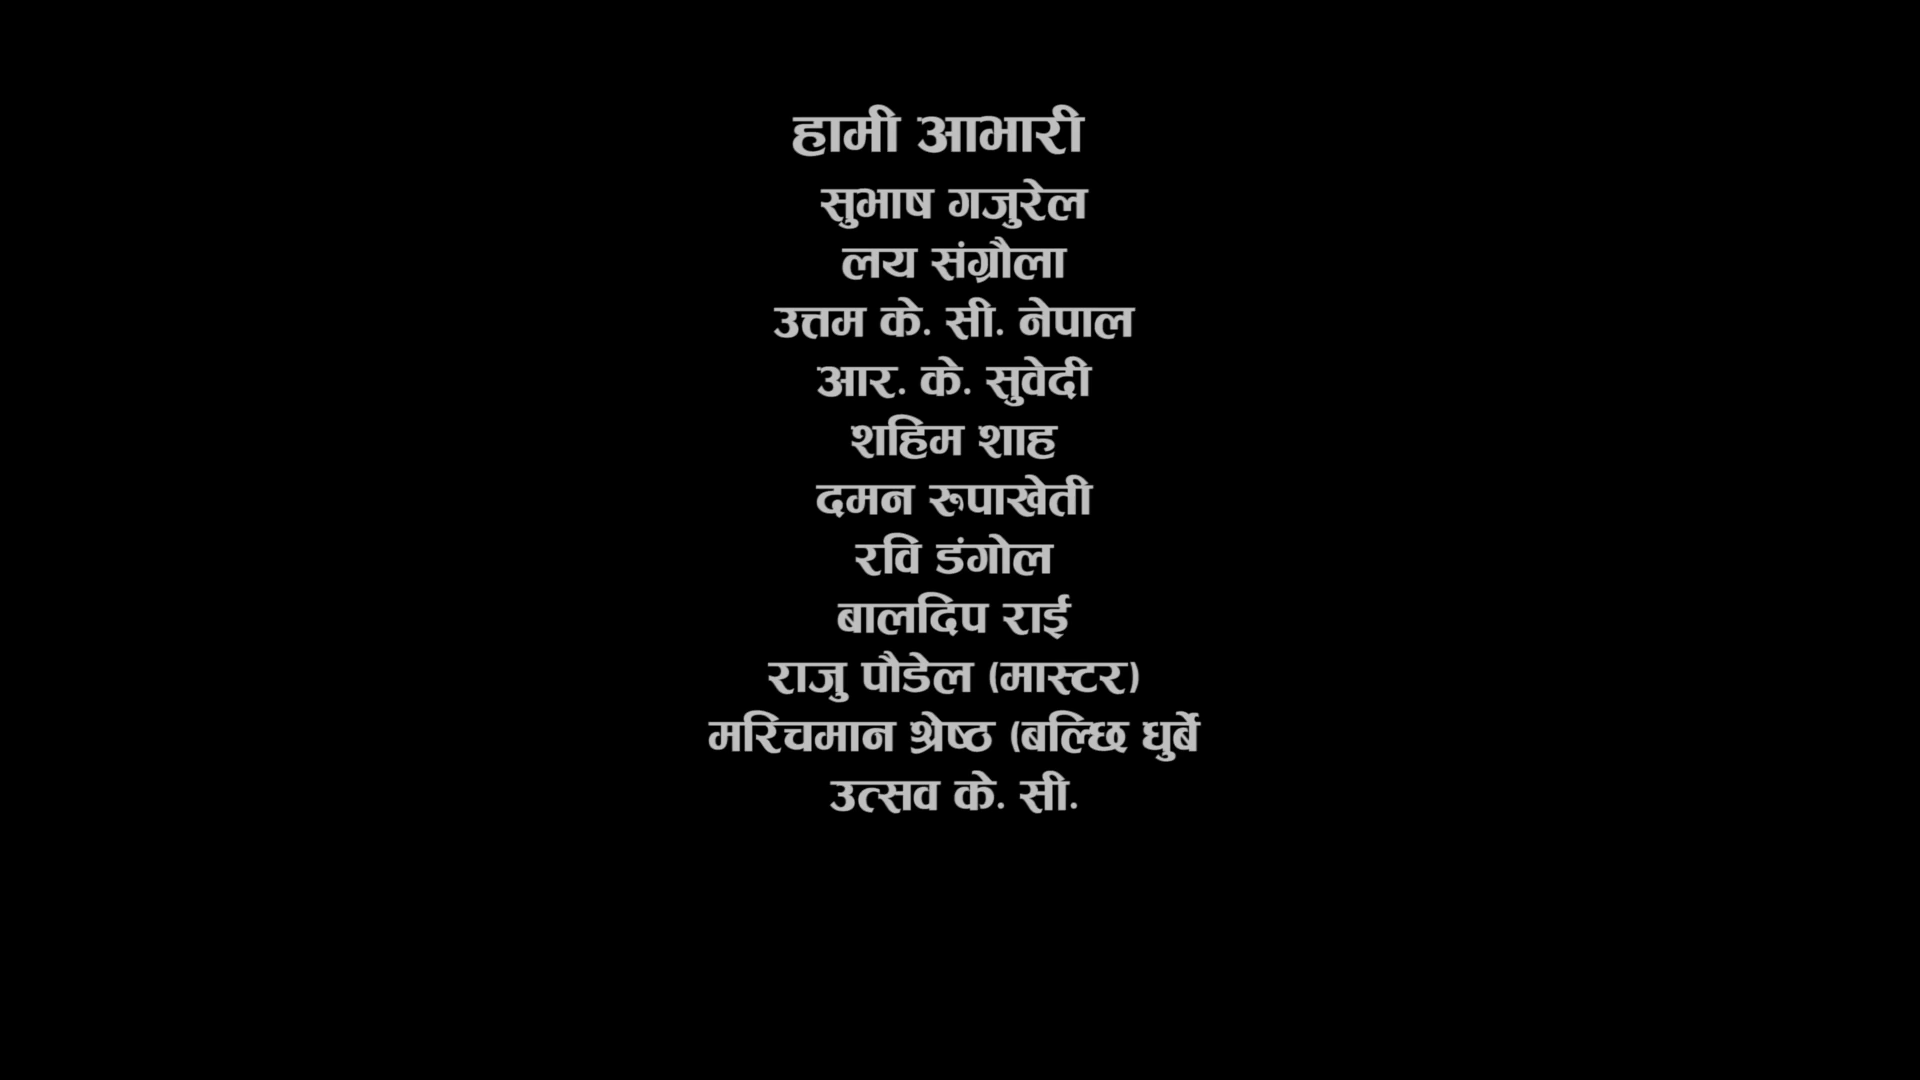 हामी आभारी
सुभाष गजुरेल
लय संग्रौला
उत्तम के. सी. नेपाल
आर. के. सुवेदी
शहिम शाह
दमन रुपाखेती
रवि डंगोल
बालदिप राई
राजु पौडेल (मास्टर)
मरिचमान श्रेष्ठ (बल्छि धुर्बे
उत्सव के. सी.